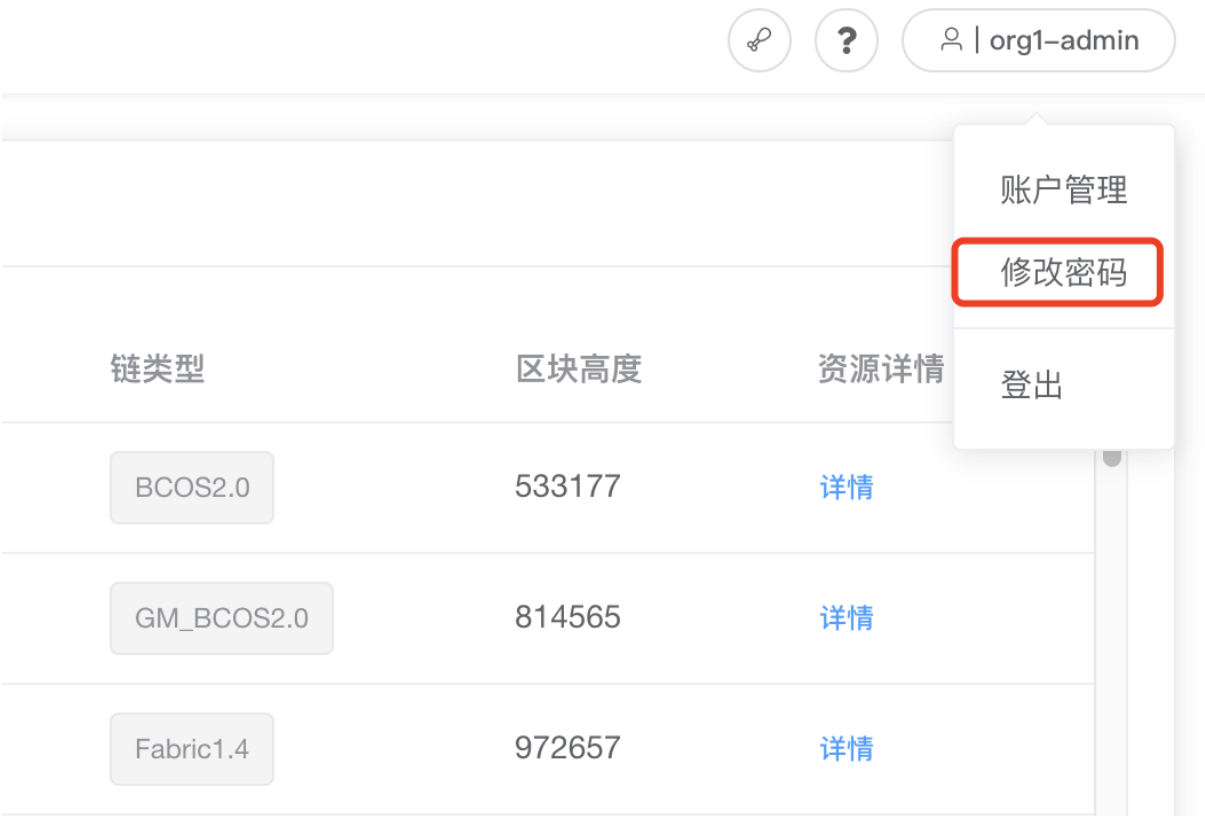 ? | org1-admin
账户管理
修改密码
登出
链类型 区块高度 资源详情
BCOS2.0 533177 详情
GM_BCOS2.0 814565 详情
Fabric1.4 972657 详情